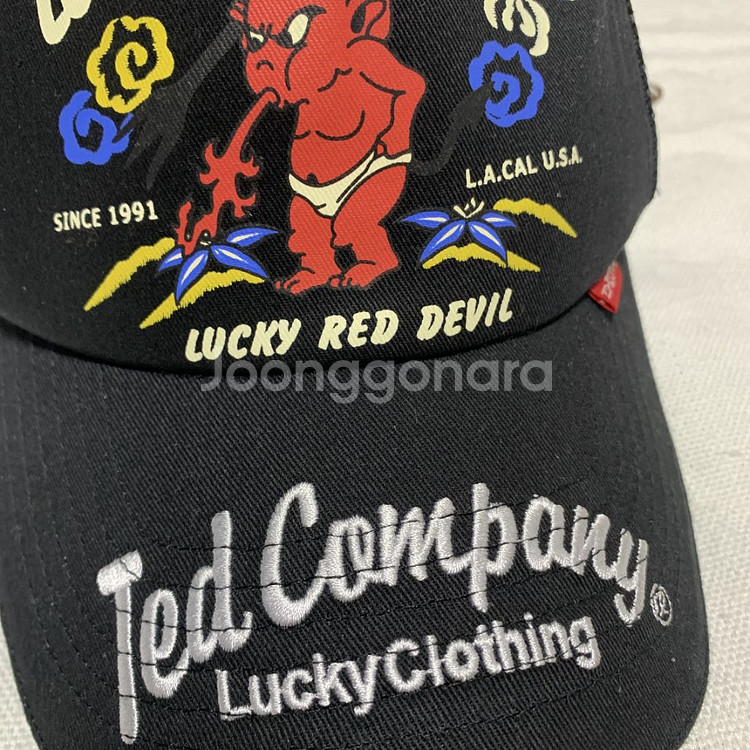 SINCE 1991
L.A.CAL U.S.A.
LUCKY RED DEVIL
Joonggonara
Ted Company®
LuckyClothing